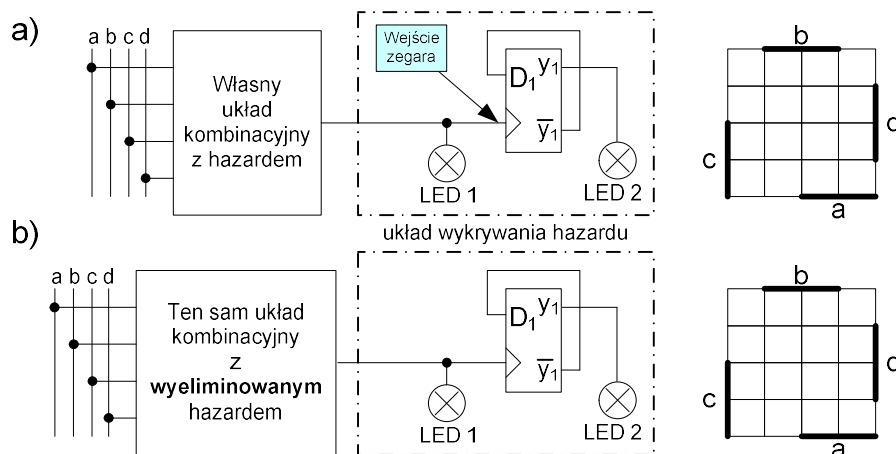 a)
a b c d
Własny
układ
kombinacyjny
z hazardem
Wejście
zegara
D1 y1
y1
LED 1
LED 2
b
d
c
a
układ wykrywania hazardu
b)
a b c d
Ten sam układ
kombinacyjny
z
wyeliminowanym
hazardem
D1 y1
y1
LED 1
LED 2
b
d
c
a